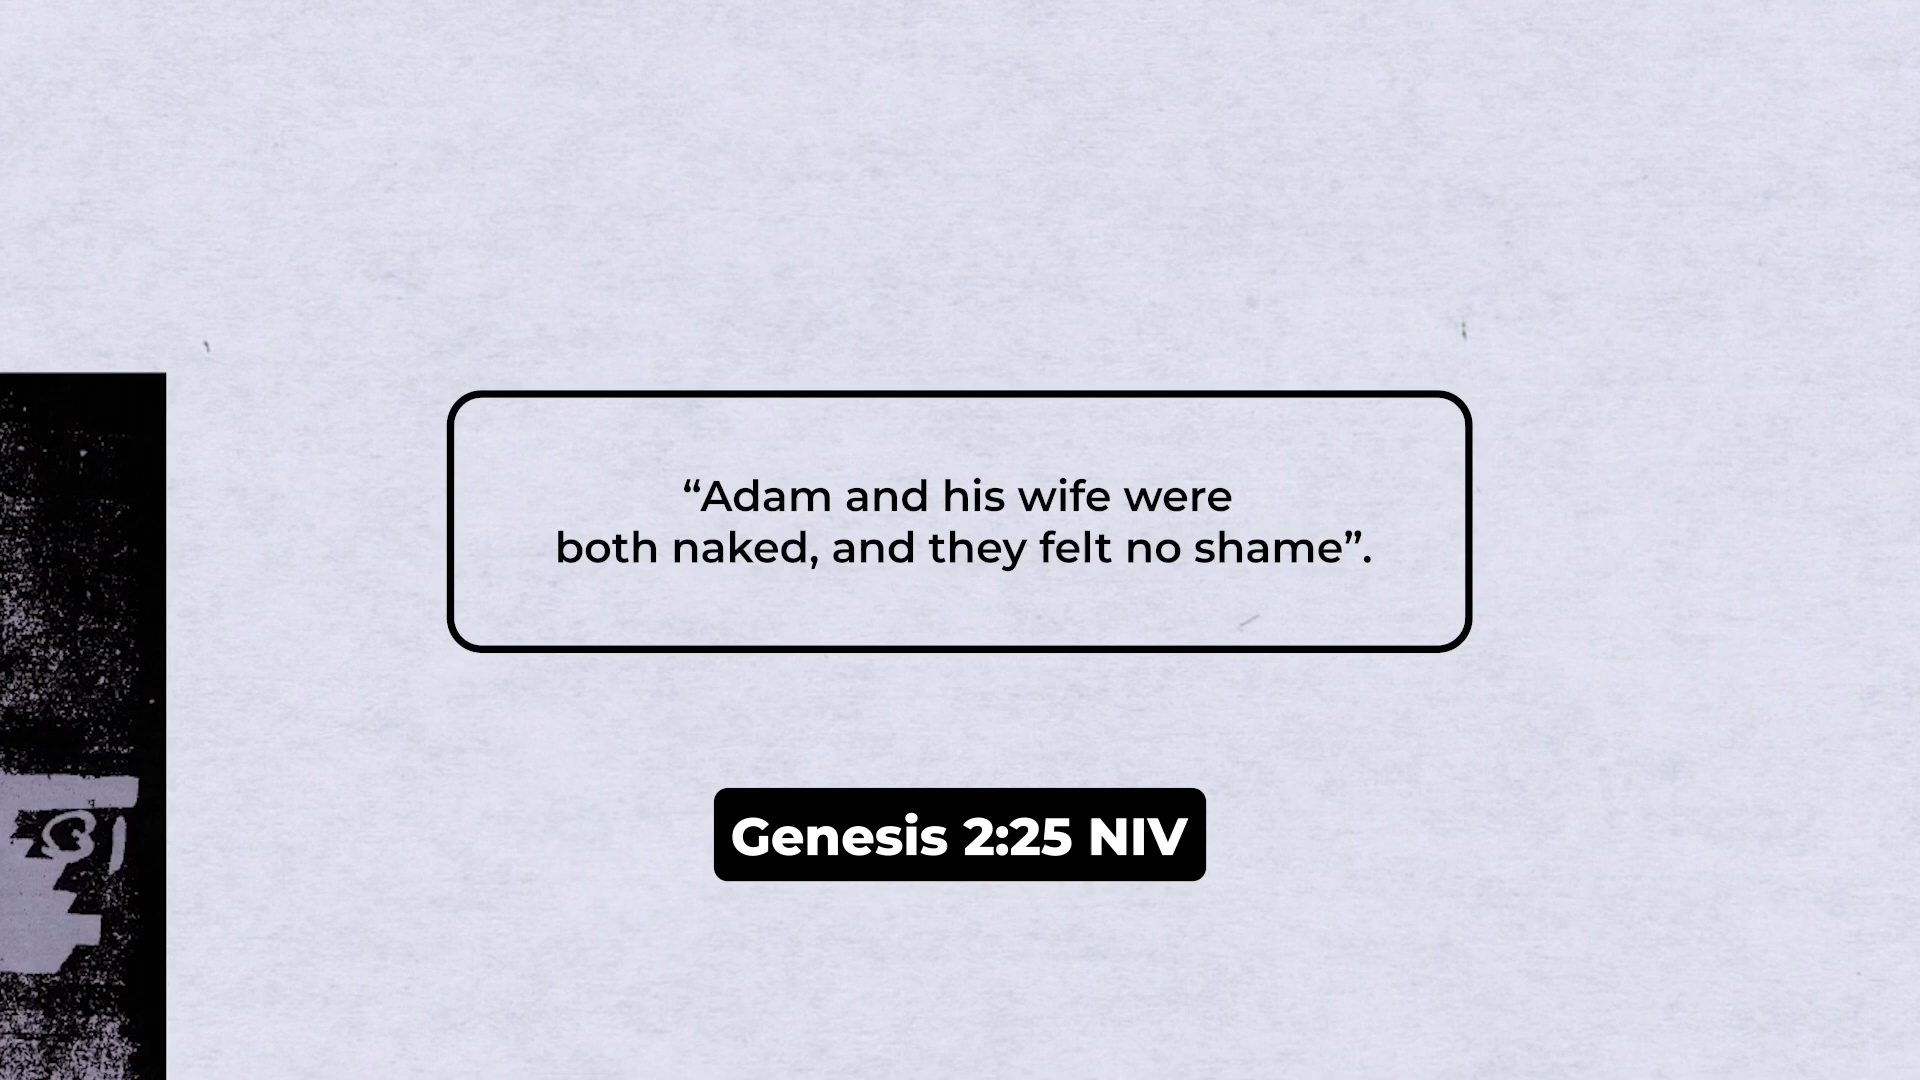 “Adam and his wife were
both naked, and they felt no shame”.
Genesis 2:25 NIV